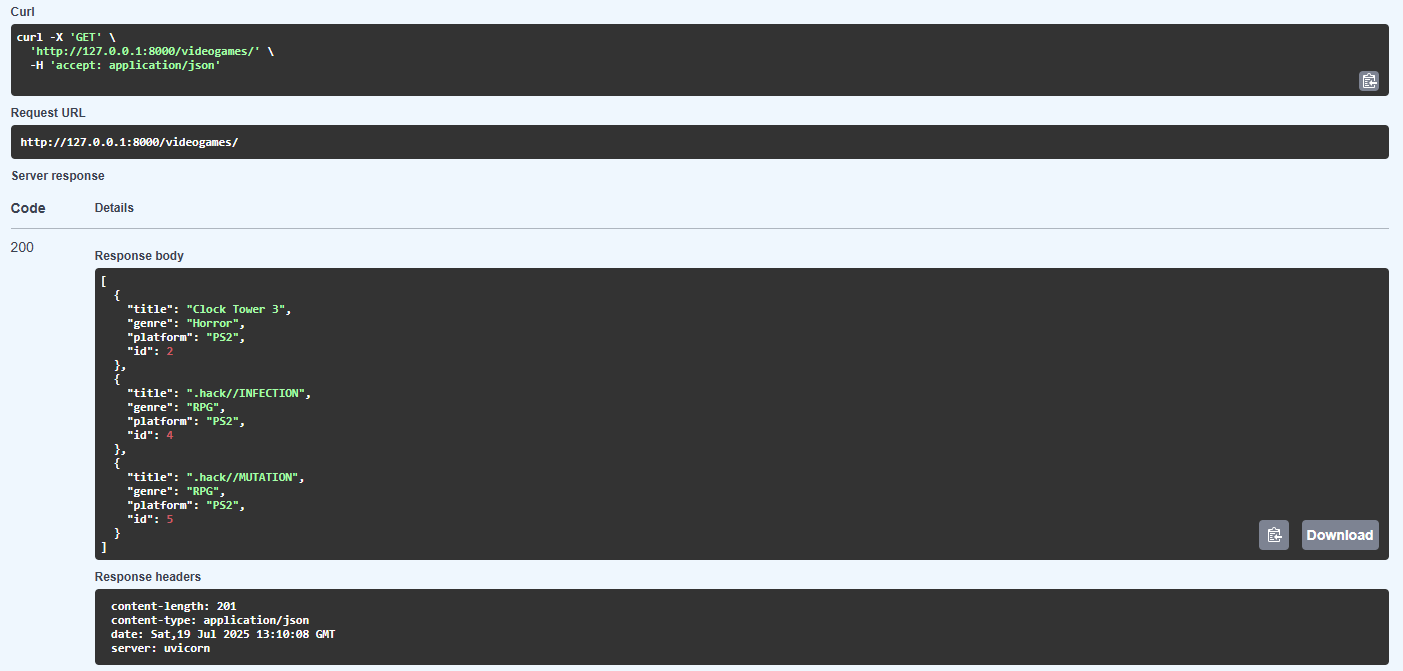 Curl
curl -X 'GET' \
  'http://127.0.0.1:8000/videogames/' \
  -H 'accept: application/json'
Request URL
http://127.0.0.1:8000/videogames/
Server response
Code Details
200
Response body
[
  {
    "title": "Clock Tower 3",
    "genre": "Horror",
    "platform": "PS2",
    "id": 2
  },
  {
    "title": ".hack//INFECTION",
    "genre": "RPG",
    "platform": "PS2",
    "id": 4
  },
  {
    "title": ".hack//MUTATION",
    "genre": "RPG",
    "platform": "PS2",
    "id": 5
  }
]
Download
Response headers
content-length: 201
content-type: application/json
date: Sat,19 Jul 2025 13:10:08 GMT
server: uvicorn